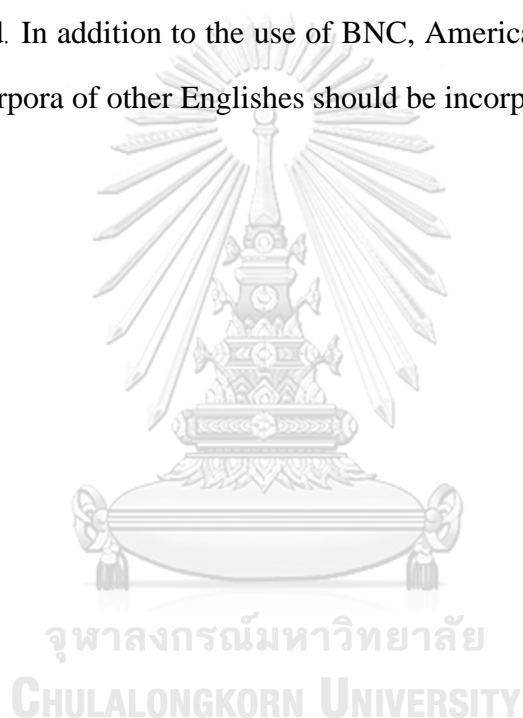 . In addition to the use of BNC, America
rpora of other Englishes should be incorp
จุฬาลงกรณ์มหาวิทยาลัย
CHULALONGKORN UNIVERSITY